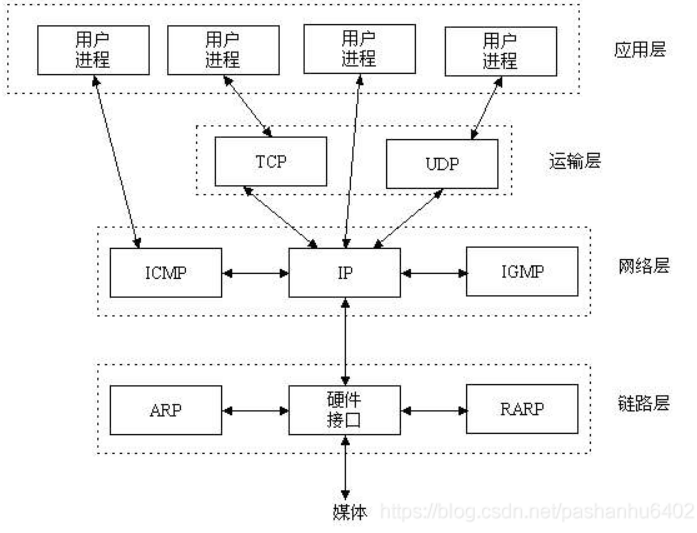 用户
进程
用户
进程
用户
进程
用户
进程
应用层
TCP
UDP
运输层
ICMP
IP
IGMP
网络层
ARP
硬件
接口
RARP
链路层
媒体
https://blog.csdn.net/pashanhu6402